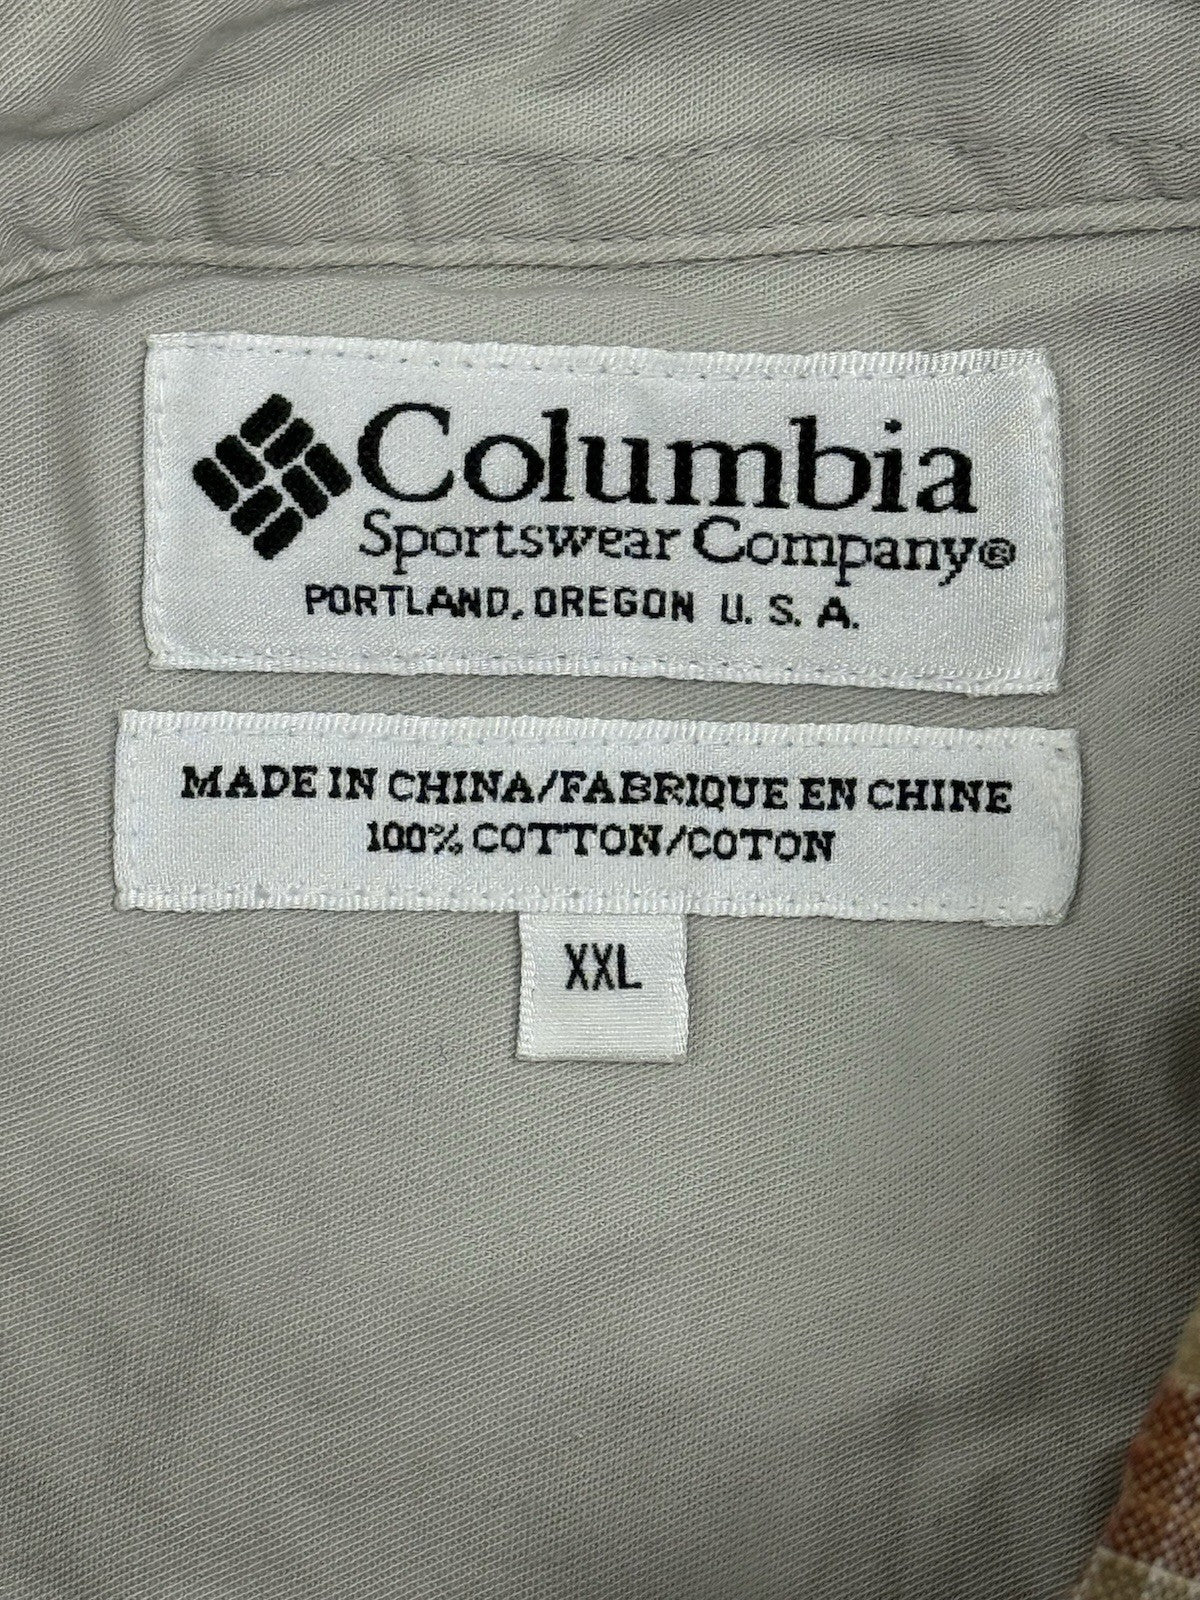 Columbia
Sportswear Company®
PORTLAND, OREGON U. S. A.
MADE IN CHINA/FABRIQUE EN CHINE
100% COTTON/COTON
XXL